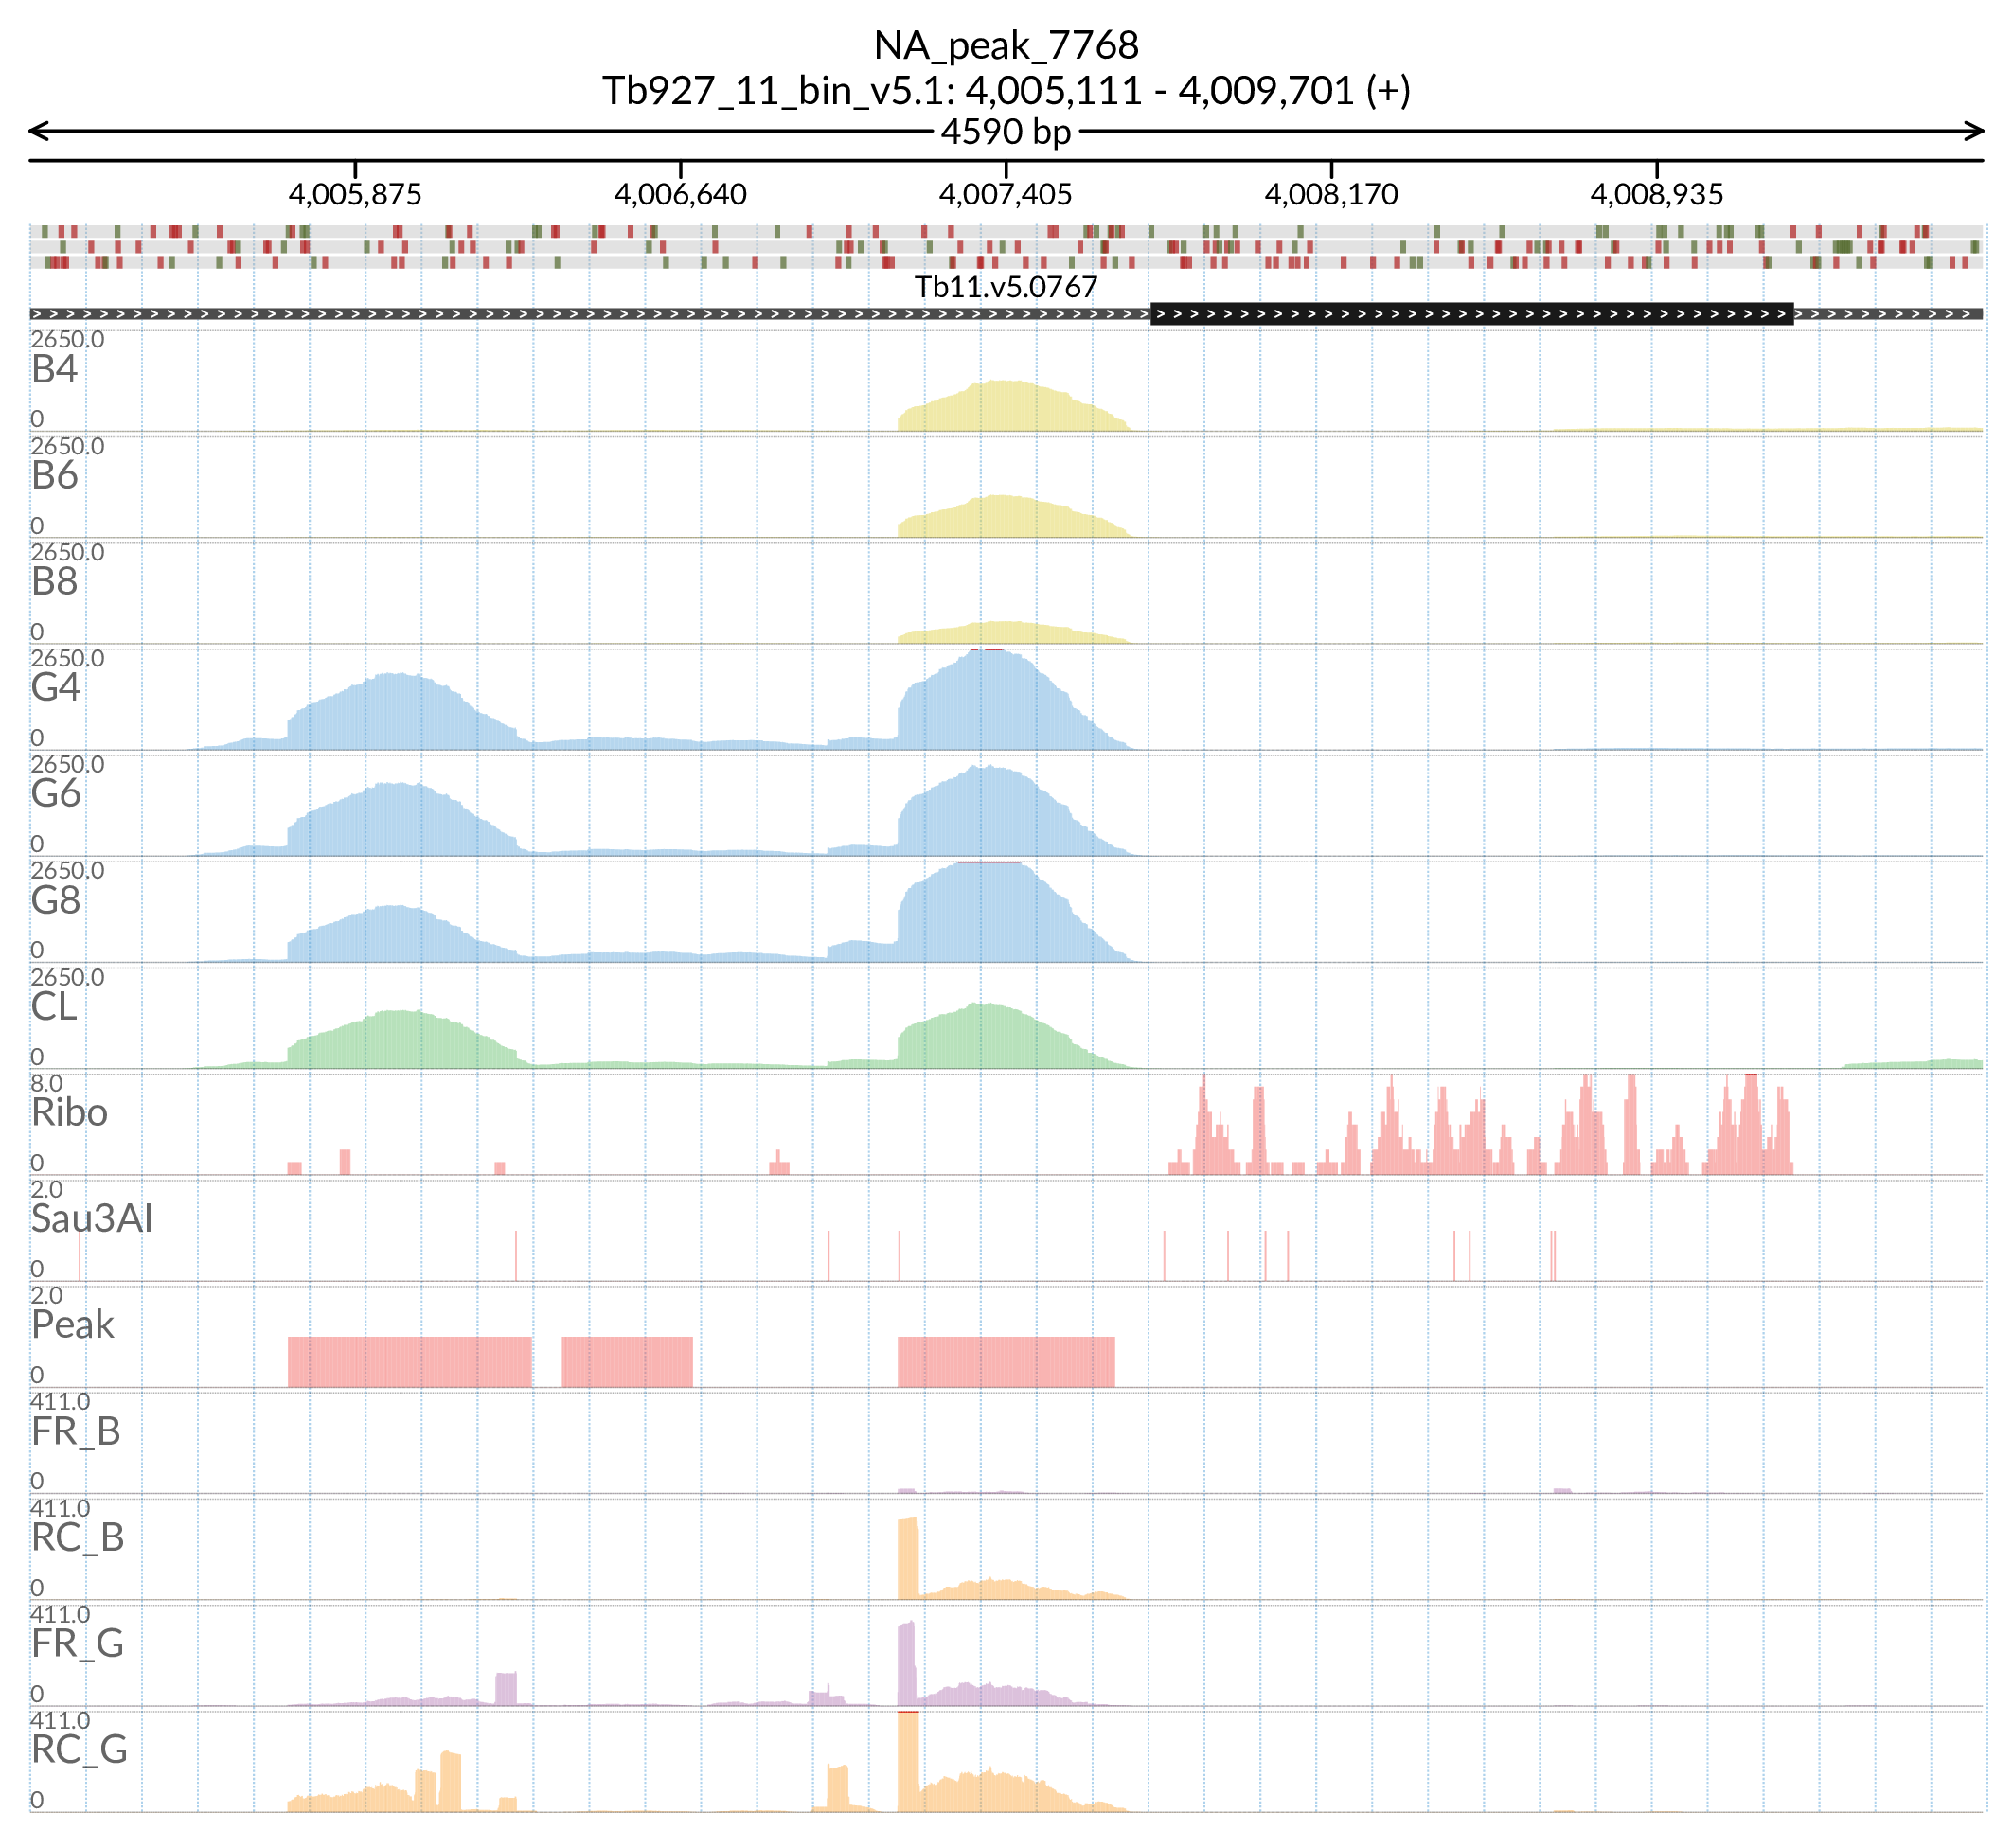 NA_peak_7768
Tb927_11_bin_v5.1: 4,005,111 - 4,009,701 (+)
4590 bp
4,005,875 4,006,640 4,007,405 4,008,170 4,008,935
Tb11.v5.0767
2650.0
B4
0
2650.0
B6
0
2650.0
B8
0
2650.0
G4
0
2650.0
G6
0
2650.0
G8
0
2650.0
CL
0
8.0
Ribo
0
2.0
Sau3AI
0
2.0
Peak
0
411.0
FR_B
0
411.0
RC_B
0
411.0
FR_G
0
411.0
RC_G
0